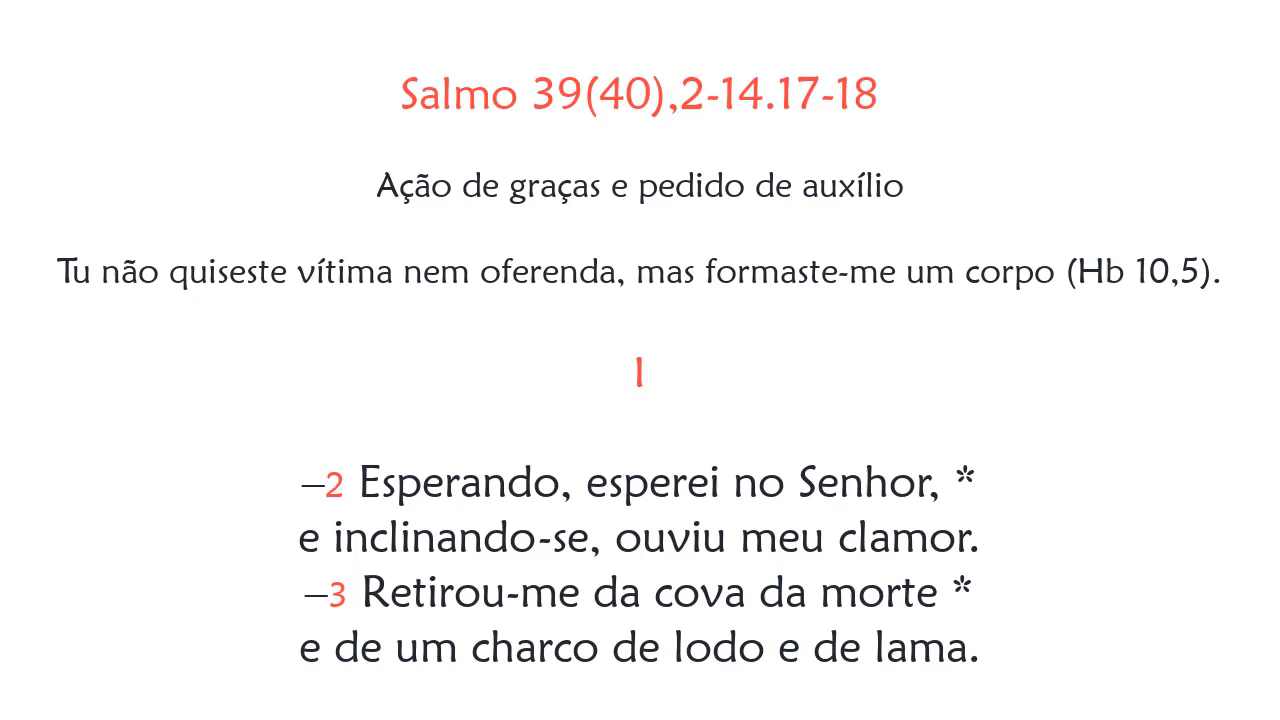 Salmo 39(40),2-14.17-18
Ação de graças e pedido de auxílio
Tu não quiseste vítima nem oferenda, mas formaste-me um corpo (Hb 10,5).
I
–2 Esperando, esperei no Senhor, *
e inclinando-se, ouviu meu clamor.
–3 Retirou-me da cova da morte *
e de um charco de lodo e de lama.